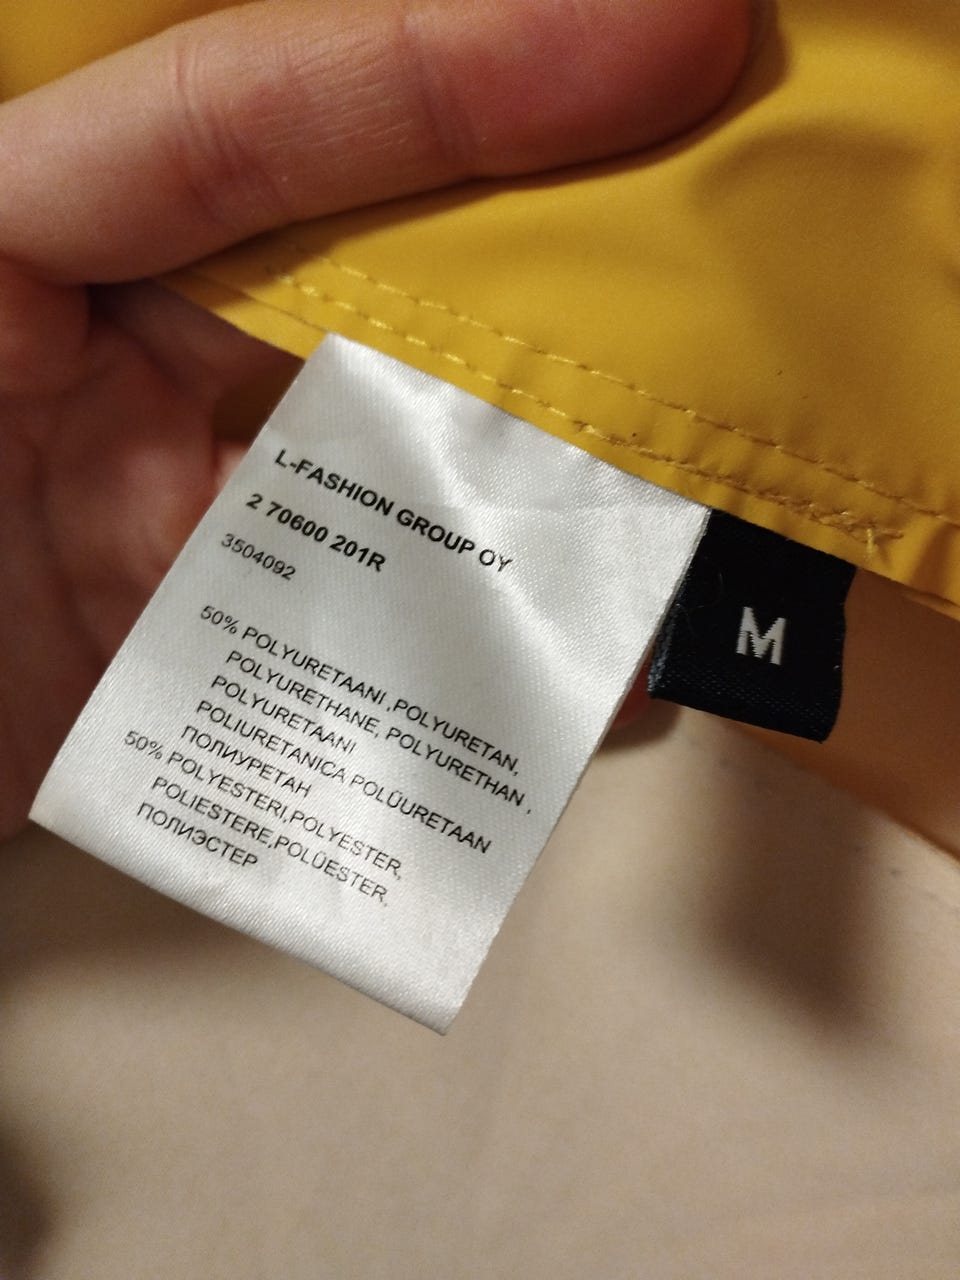 L-FASHION GROUP OY
2 70600 201R
3504092
50% POLYURETAANI ,POLYURETAN,
POLYURETHANE, POLYURETHAN ,
POLYURETAANI
POLIURETANICA POLÜURETAAN
ПОЛИУРЕТАН
50% POLYESTERI,POLYESTER,
POLIESTERE,POLÜESTER,
ПОЛИЭСТЕР
M